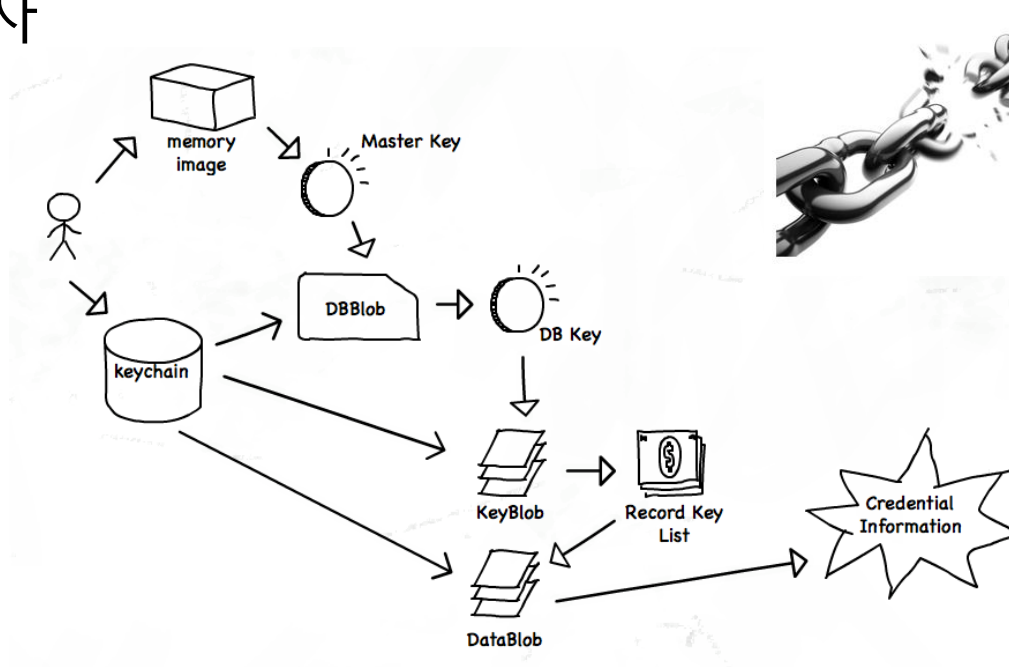 memory
image
Master Key
DBBlob
DB Key
keychain
KeyBlob
Record Key
List
$
Credential
Information
DataBlob